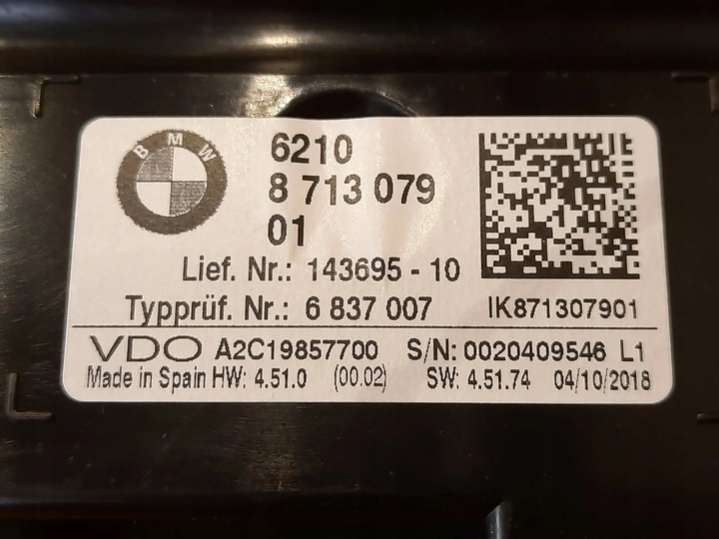 BMW
6210
8 713 079
01
Lief. Nr.: 143695 - 10
Typprüf. Nr.: 6 837 007
IK871307901
VDO A2C19857700 S/N: 0020409546 L1
Made in Spain HW: 4.51.0 (00.02) SW: 4.51.74 04/10/2018